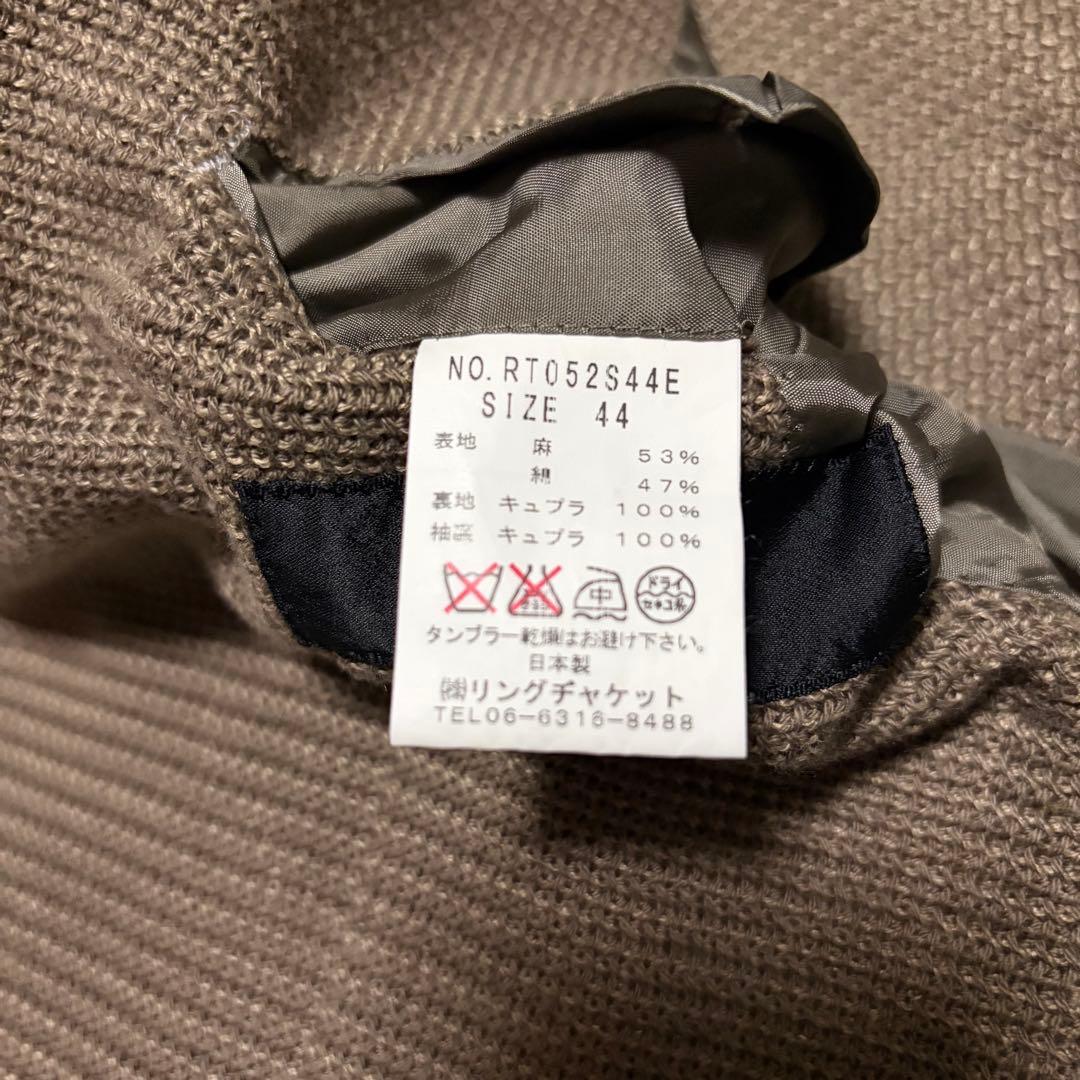 NO.RT052S44E
SIZE 44
表地 麻 53%
綿 47%
裏地 キュプラ 100%
袖裏 キュプラ 100%
中 ドライ セキユ系
タンブラー乾燥はお避け下さい。
日本製
㈱リングヂャケット
TEL06-6316-8488